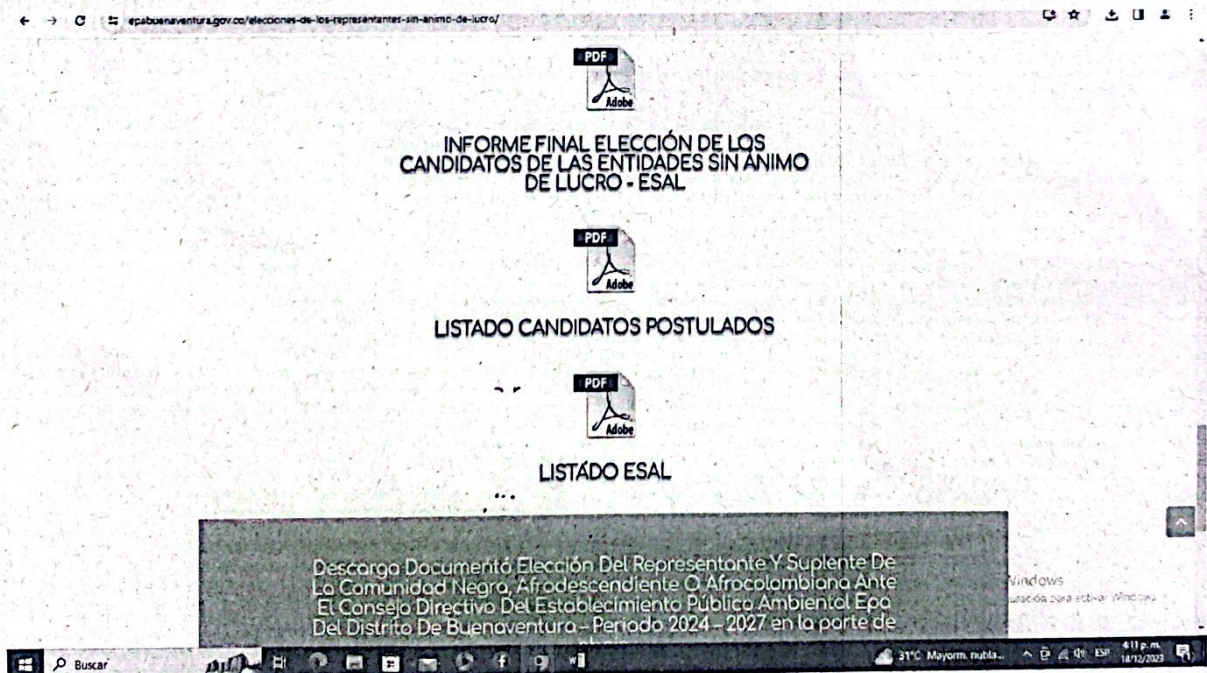 epabuenaventura.gov.co/elecciones-de-los-representantes-sin-animo-de-lucro/
PDF
Adobe
INFORME FINAL ELECCIÓN DE LOS
CANDIDATOS DE LAS ENTIDADES SIN ÁNIMO
DE LUCRO - ESAL
PDF
Adobe
LISTADO CANDIDATOS POSTULADOS
PDF
Adobe
LISTADO ESAL
Descarga Documento Elección Del Representante Y Suplente De
La Comunidad Negra, Afrodescendiente O Afrocolombiana Ante
El Consejo Directivo Del Establecimiento Público Ambiental Epa
Del Distrito De Buenaventura – Periodo 2024 – 2027 en la parte de
Windows
para activar Windows
Buscar
31°C Mayorm. nubla...
ESP
4:11 p. m.
18/12/2023